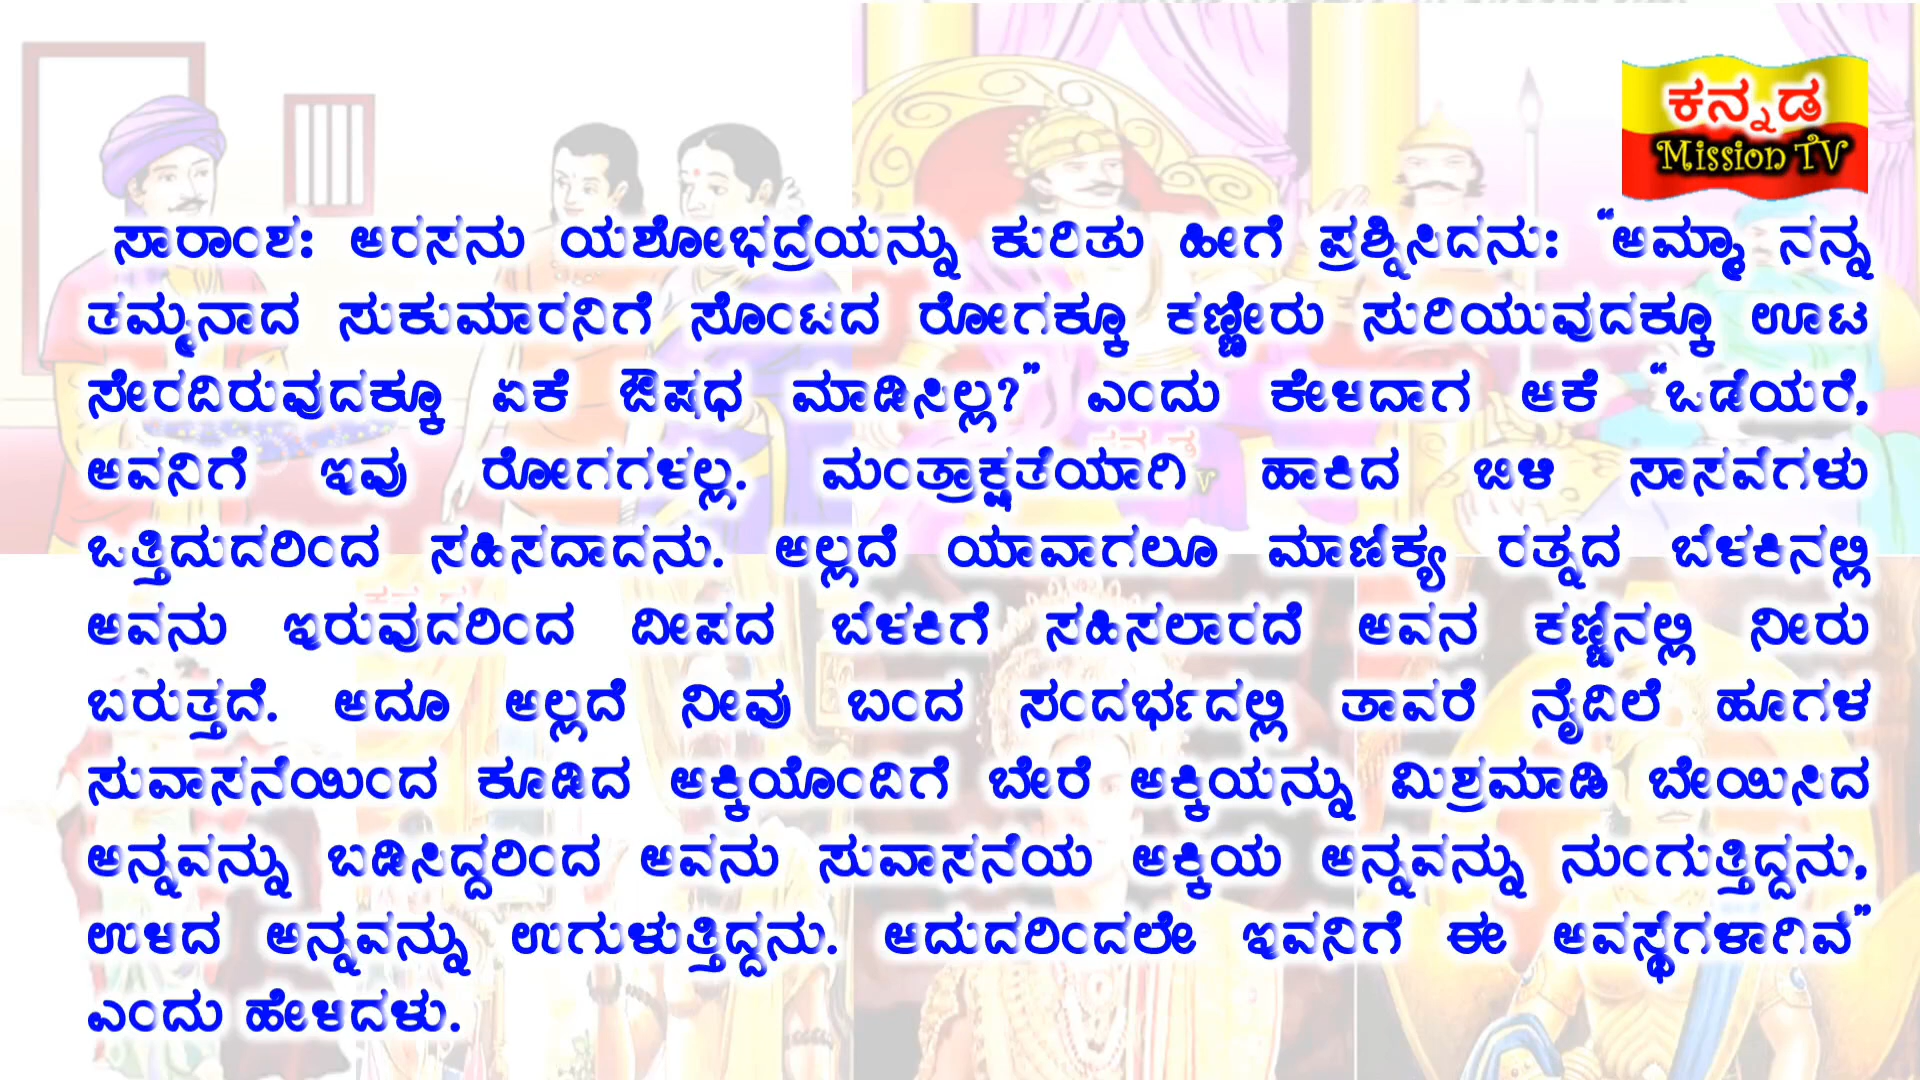 ಕನ್ನಡ
Mission TV
ಸಾರಾಂಶ: ಅರಸನು ಯಶೋಭದ್ರೆಯನ್ನು ಕುರಿತು ಹೀಗೆ ಪ್ರಶ್ನಿಸಿದನು: “ಅಮ್ಮಾ ನನ್ನ
ತಮ್ಮನಾದ ಸುಕುಮಾರನಿಗೆ ಸೊಂಟದ ರೋಗಕ್ಕೂ ಕಣ್ಣೀರು ಸುರಿಯುವುದಕ್ಕೂ ಊಟ
ಸೇರದಿರುವುದಕ್ಕೂ ಏಕೆ ಔಷಧ ಮಾಡಿಸಿಲ್ಲ?” ಎಂದು ಕೇಳಿದಾಗ ಆಕೆ “ಒಡೆಯರೆ,
ಅವನಿಗೆ ಇವು ರೋಗಗಳಲ್ಲ. ಮಂತ್ರಾಕ್ಷತೆಯಾಗಿ ಹಾಕಿದ ಬಿಳಿ ಸಾಸವೆಗಳು
ಒತ್ತಿದುದರಿಂದ ಸಹಿಸದಾದನು. ಅಲ್ಲದೆ ಯಾವಾಗಲೂ ಮಾಣಿಕ್ಯ ರತ್ನದ ಬೆಳಕಿನಲ್ಲಿ
ಅವನು ಇರುವುದರಿಂದ ದೀಪದ ಬೆಳಕಿಗೆ ಸಹಿಸಲಾರದೆ ಅವನ ಕಣ್ಣಿನಲ್ಲಿ ನೀರು
ಬರುತ್ತದೆ. ಅದೂ ಅಲ್ಲದೆ ನೀವು ಬಂದ ಸಂದರ್ಭದಲ್ಲಿ ತಾವರೆ ನೈದಿಲೆ ಹೂಗಳ
ಸುವಾಸನೆಯಿಂದ ಕೂಡಿದ ಅಕ್ಕಿಯೊಂದಿಗೆ ಬೇರೆ ಅಕ್ಕಿಯನ್ನು ಮಿಶ್ರಮಾಡಿ ಬೇಯಿಸಿದ
ಅನ್ನವನ್ನು ಬಡಿಸಿದ್ದರಿಂದ ಅವನು ಸುವಾಸನೆಯ ಅಕ್ಕಿಯ ಅನ್ನವನ್ನು ನುಂಗುತ್ತಿದ್ದನು,
ಉಳಿದ ಅನ್ನವನ್ನು ಉಗುಳುತ್ತಿದ್ದನು. ಆದುದರಿಂದಲೇ ಇವನಿಗೆ ಈ ಅವಸ್ಥೆಗಳಾಗಿವೆ”
ಎಂದು ಹೇಳಿದಳು.